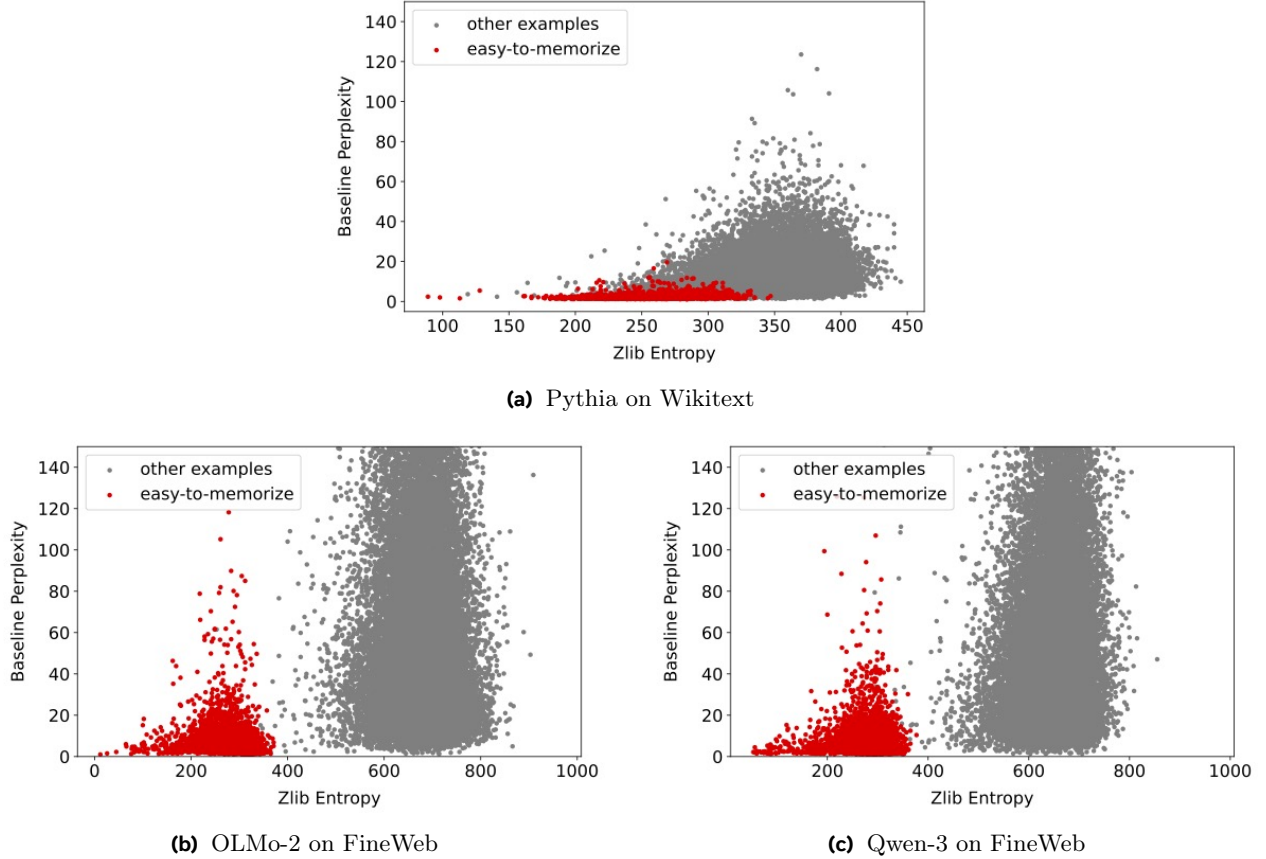 140
120
100
80
60
40
20
0
Baseline Perplexity
other examples
easy-to-memorize
100 150 200 250 300 350 400 450
Zlib Entropy
(a) Pythia on Wikitext
140
120
100
80
60
40
20
0
Baseline Perplexity
other examples
easy-to-memorize
0 200 400 600 800 1000
Zlib Entropy
(b) OLMo-2 on FineWeb
140
120
100
80
60
40
20
0
Baseline Perplexity
other examples
easy-to-memorize
200 400 600 800 1000
Zlib Entropy
(c) Qwen-3 on FineWeb